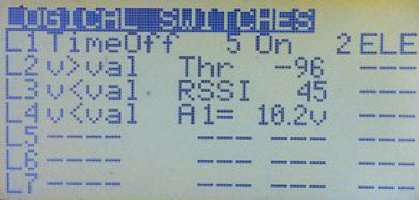 LOGICAL SWITCHES
L1 TimeOff 5 On 2 ELE
L2 v>val Thr -96 ---
L3 v<val RSSI 45 ---
L4 v<val A1= 10.2v ---
L5 ---- --- --- ---
L6 ---- --- --- ---
L7 ---- --- --- ---